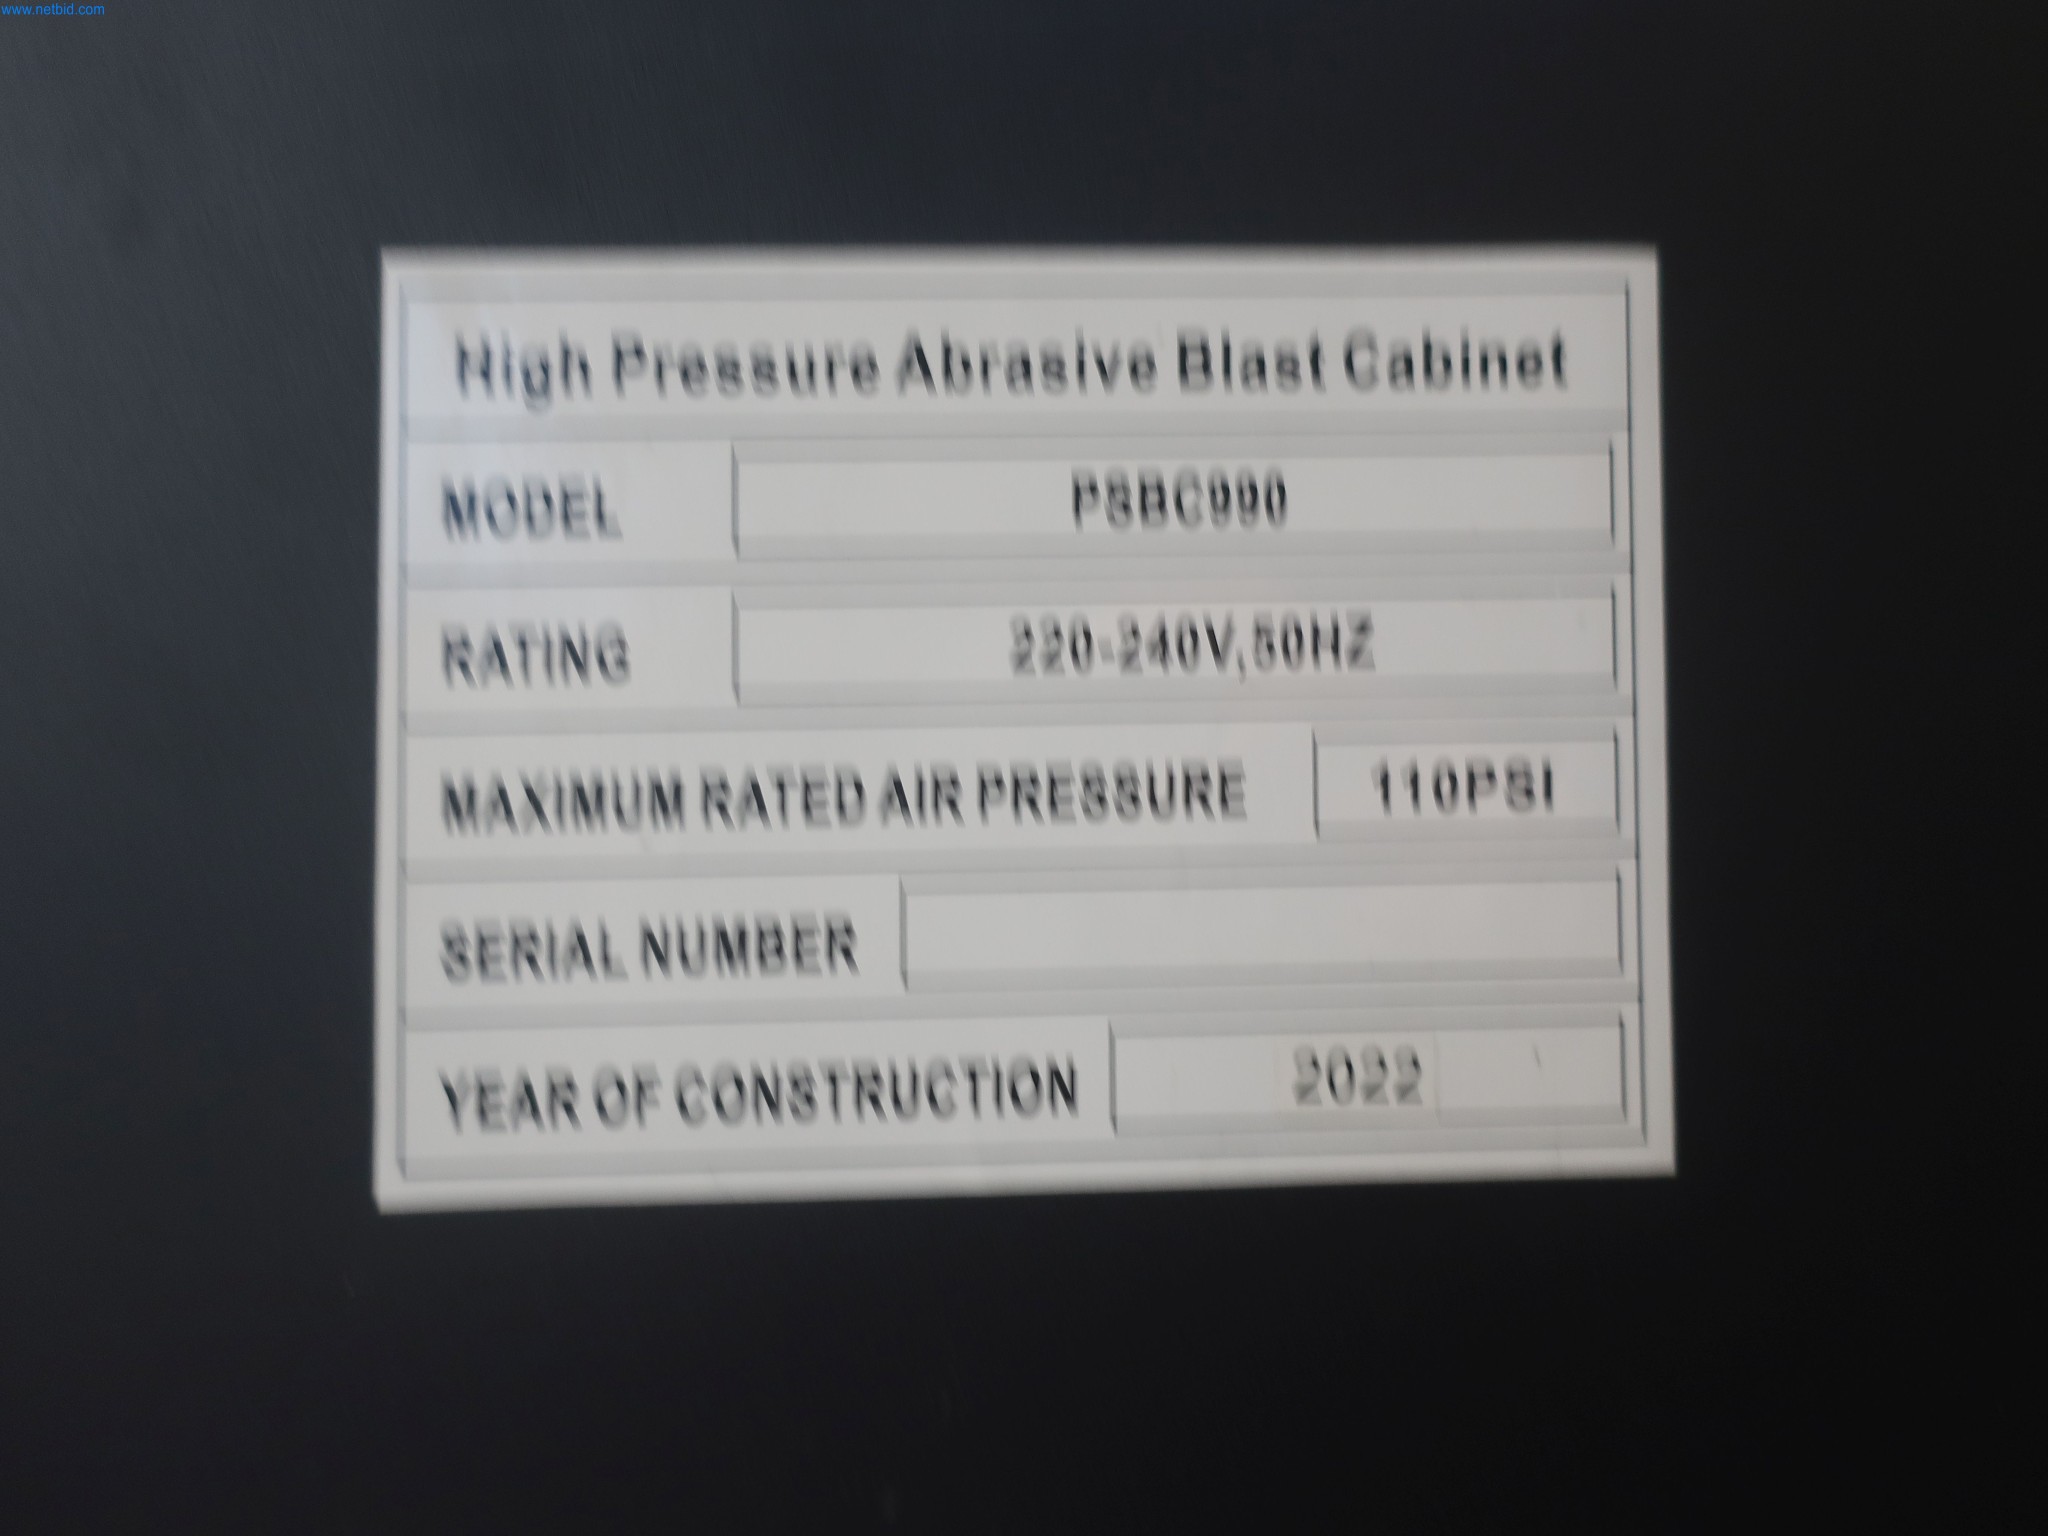 www.netbid.com
High Pressure Abrasive Blast Cabinet
MODEL PSBC990
RATING 220-240V,50HZ
MAXIMUM RATED AIR PRESSURE 110PSI
SERIAL NUMBER
YEAR OF CONSTRUCTION 2022